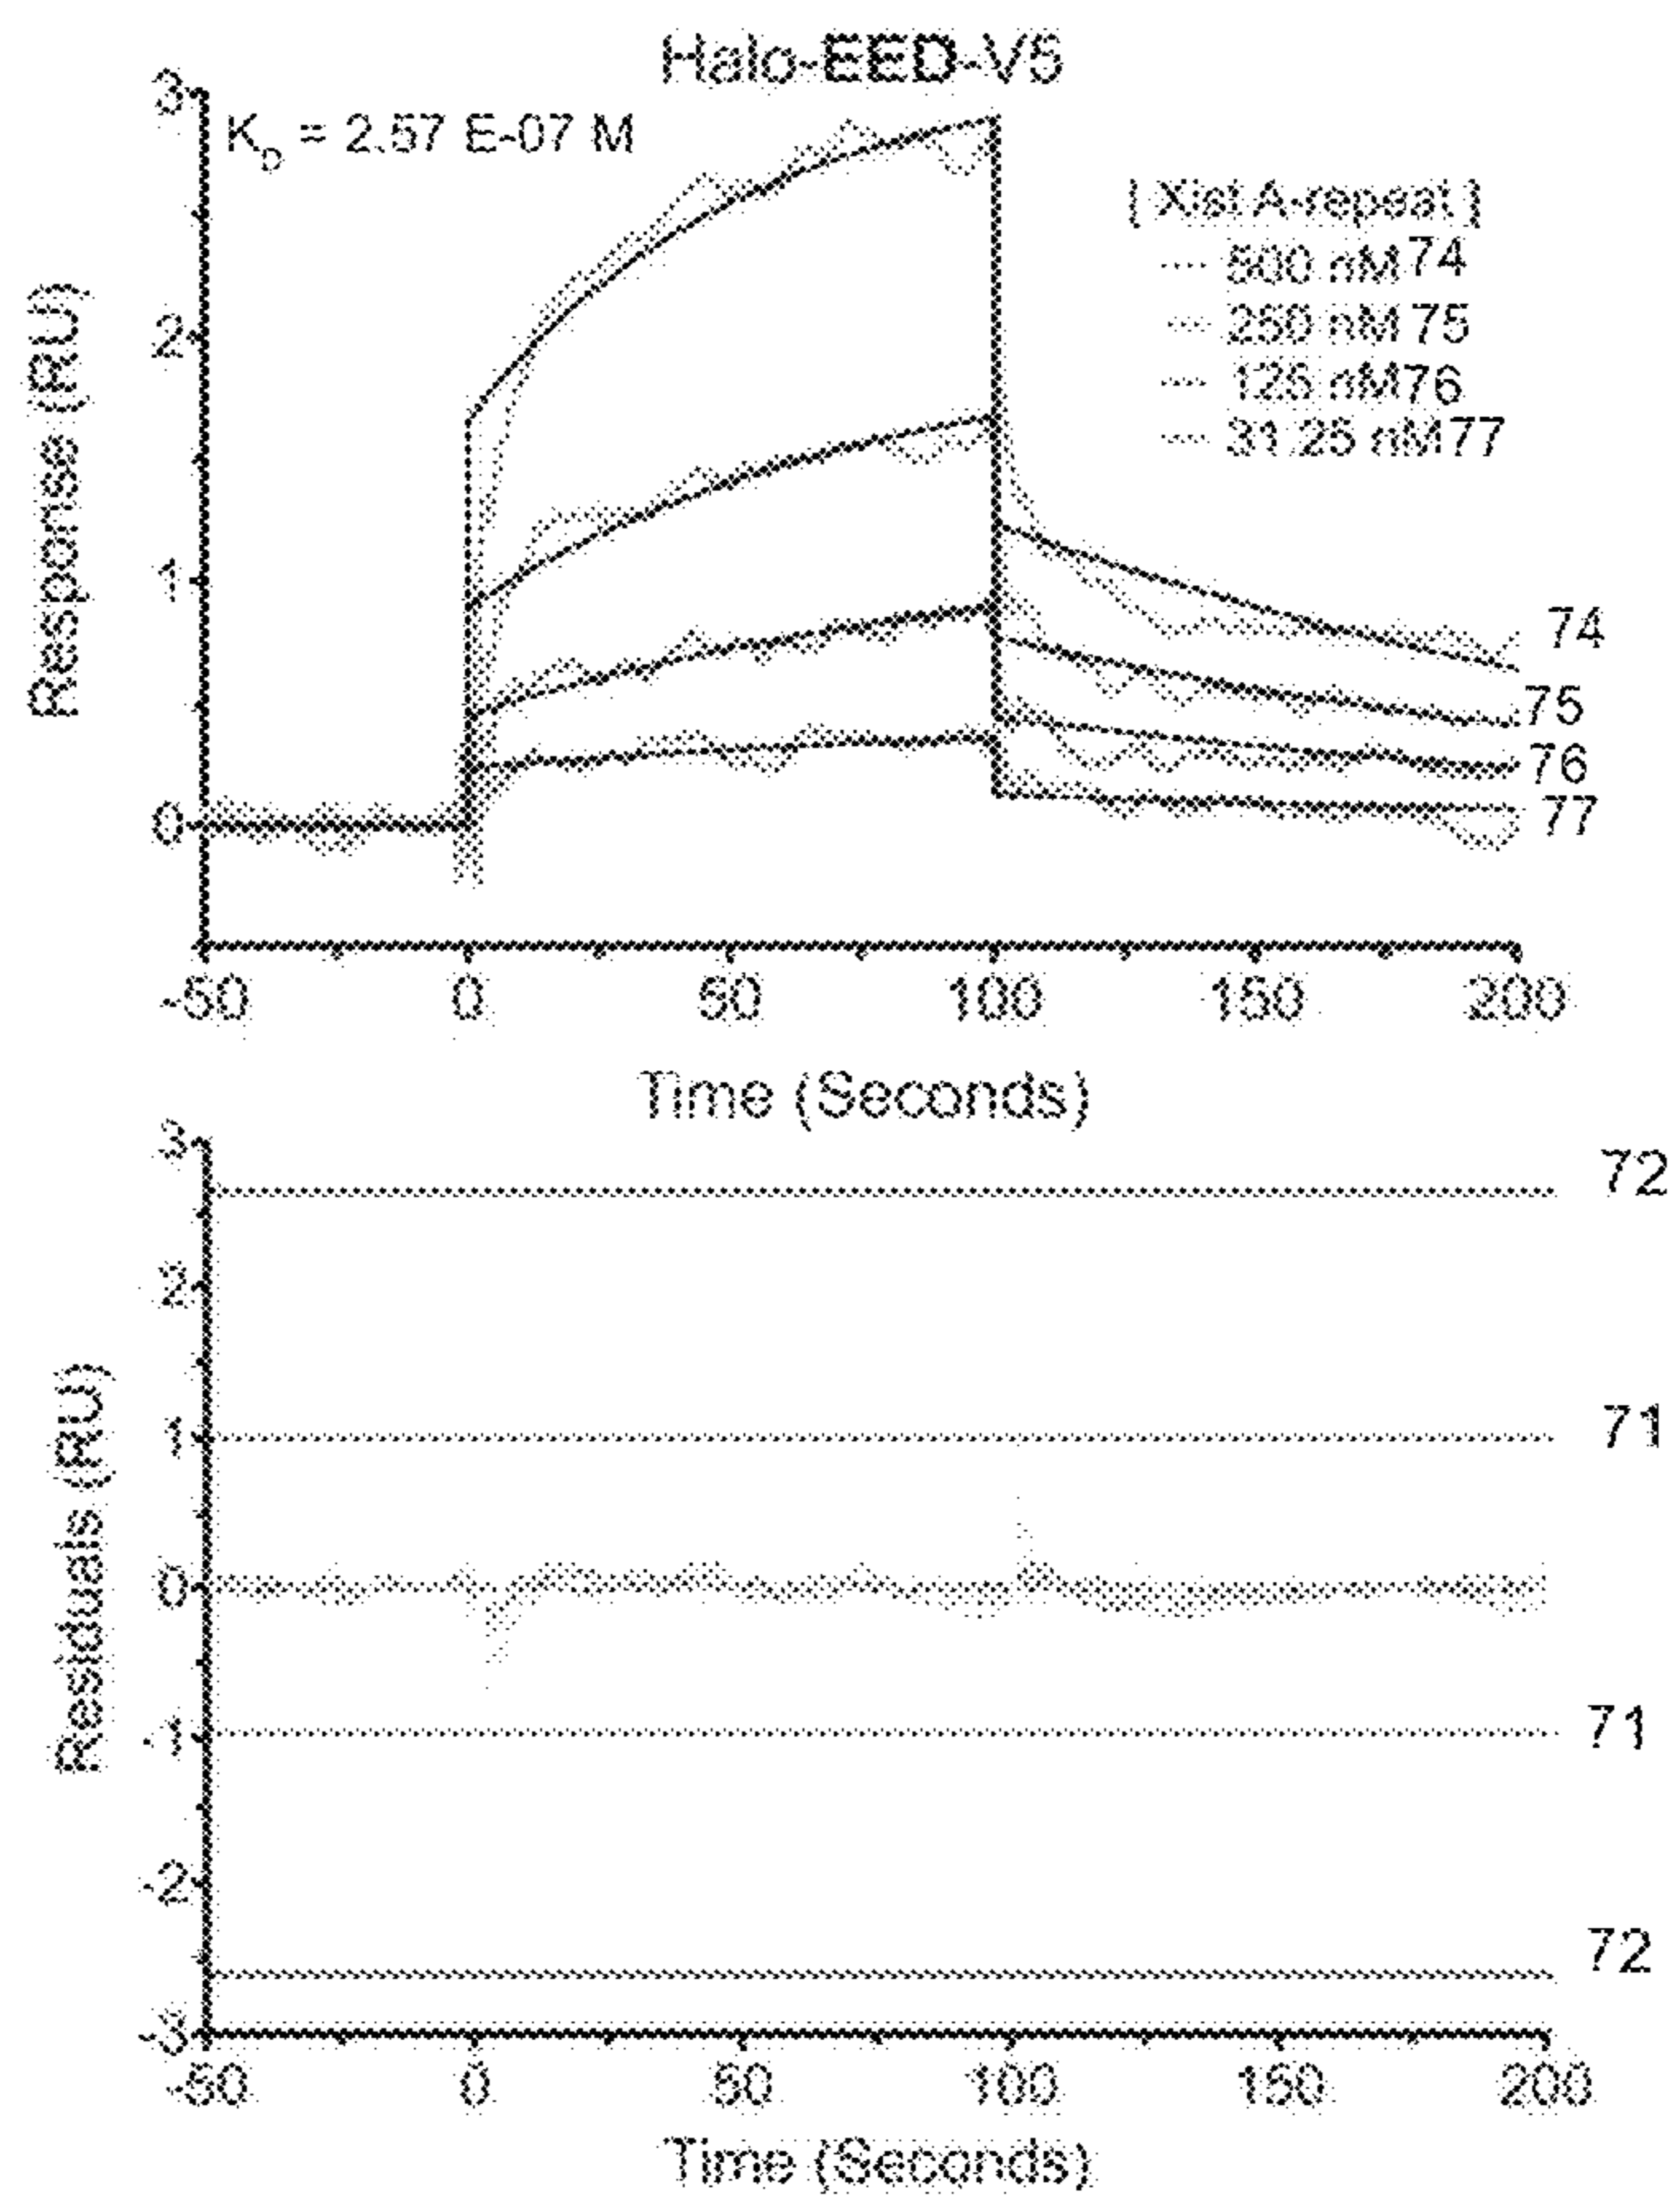 Halo-EED-V5
3
K_D = 2.57 E-07 M
[ Xist A-repeat ]
500 nM 74
250 nM 75
125 nM 76
31.25 nM 77
2
1
0
Response (RU)
74
75
76
77
-50 0 50 100 150 200
Time (Seconds)
3
72
2
1
71
0
Residuals (RU)
-1
71
-2
72
-3
-50 0 50 100 150 200
Time (Seconds)